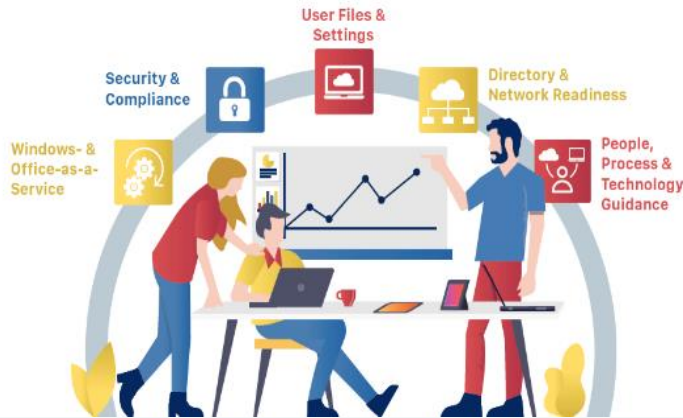 User Files &
Settings
Security &
Compliance
Directory &
Network Readiness
Windows- &
Office-as-a-
Service
People,
Process &
Technology
Guidance